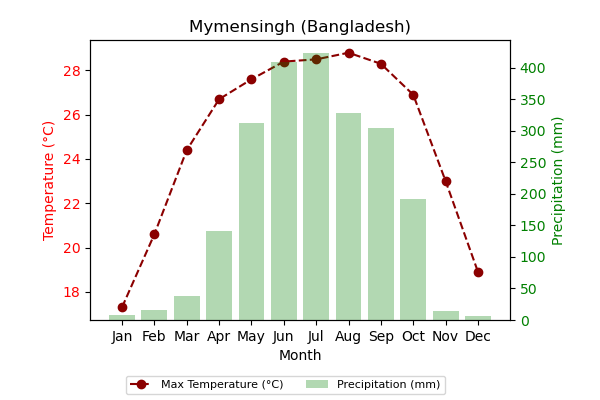 Mymensingh (Bangladesh)
Temperature (°C)
28
26
24
22
20
18
400
350
300
250
200
150
100
50
0
Precipitation (mm)
Jan Feb Mar Apr May Jun Jul Aug Sep Oct Nov Dec
Month
Max Temperature (°C) Precipitation (mm)